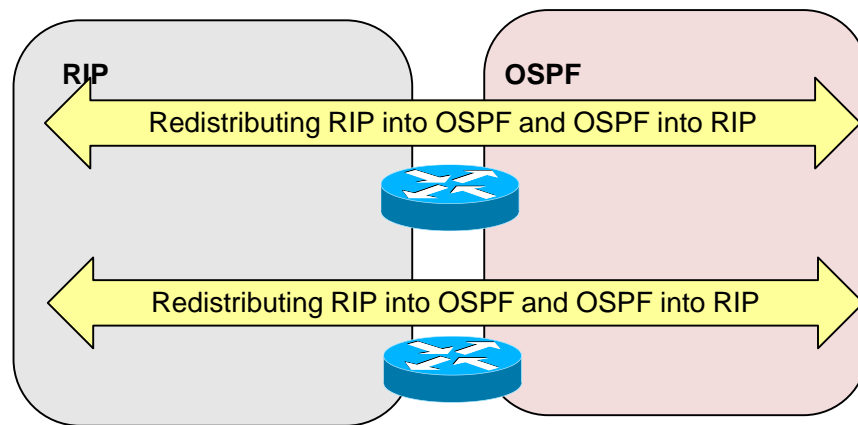 RIP
OSPF
Redistributing RIP into OSPF and OSPF into RIP
Redistributing RIP into OSPF and OSPF into RIP